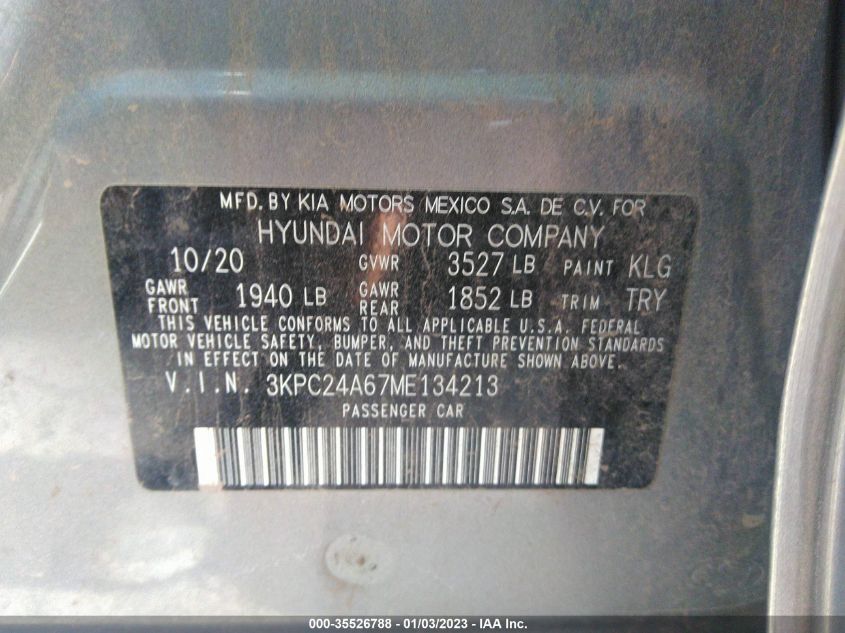 MFD. BY KIA MOTORS MEXICO S.A. DE C.V. FOR
HYUNDAI MOTOR COMPANY
10/20 GVWR 3527 LB PAINT KLG
GAWR FRONT 1940 LB GAWR REAR 1852 LB TRIM TRY
THIS VEHICLE CONFORMS TO ALL APPLICABLE U.S.A. FEDERAL
MOTOR VEHICLE SAFETY, BUMPER, AND THEFT PREVENTION STANDARDS
IN EFFECT ON THE DATE OF MANUFACTURE SHOWN ABOVE.
V.I.N. 3KPC24A67ME134213
PASSENGER CAR
000-35526788 - 01/03/2023 - IAA Inc.